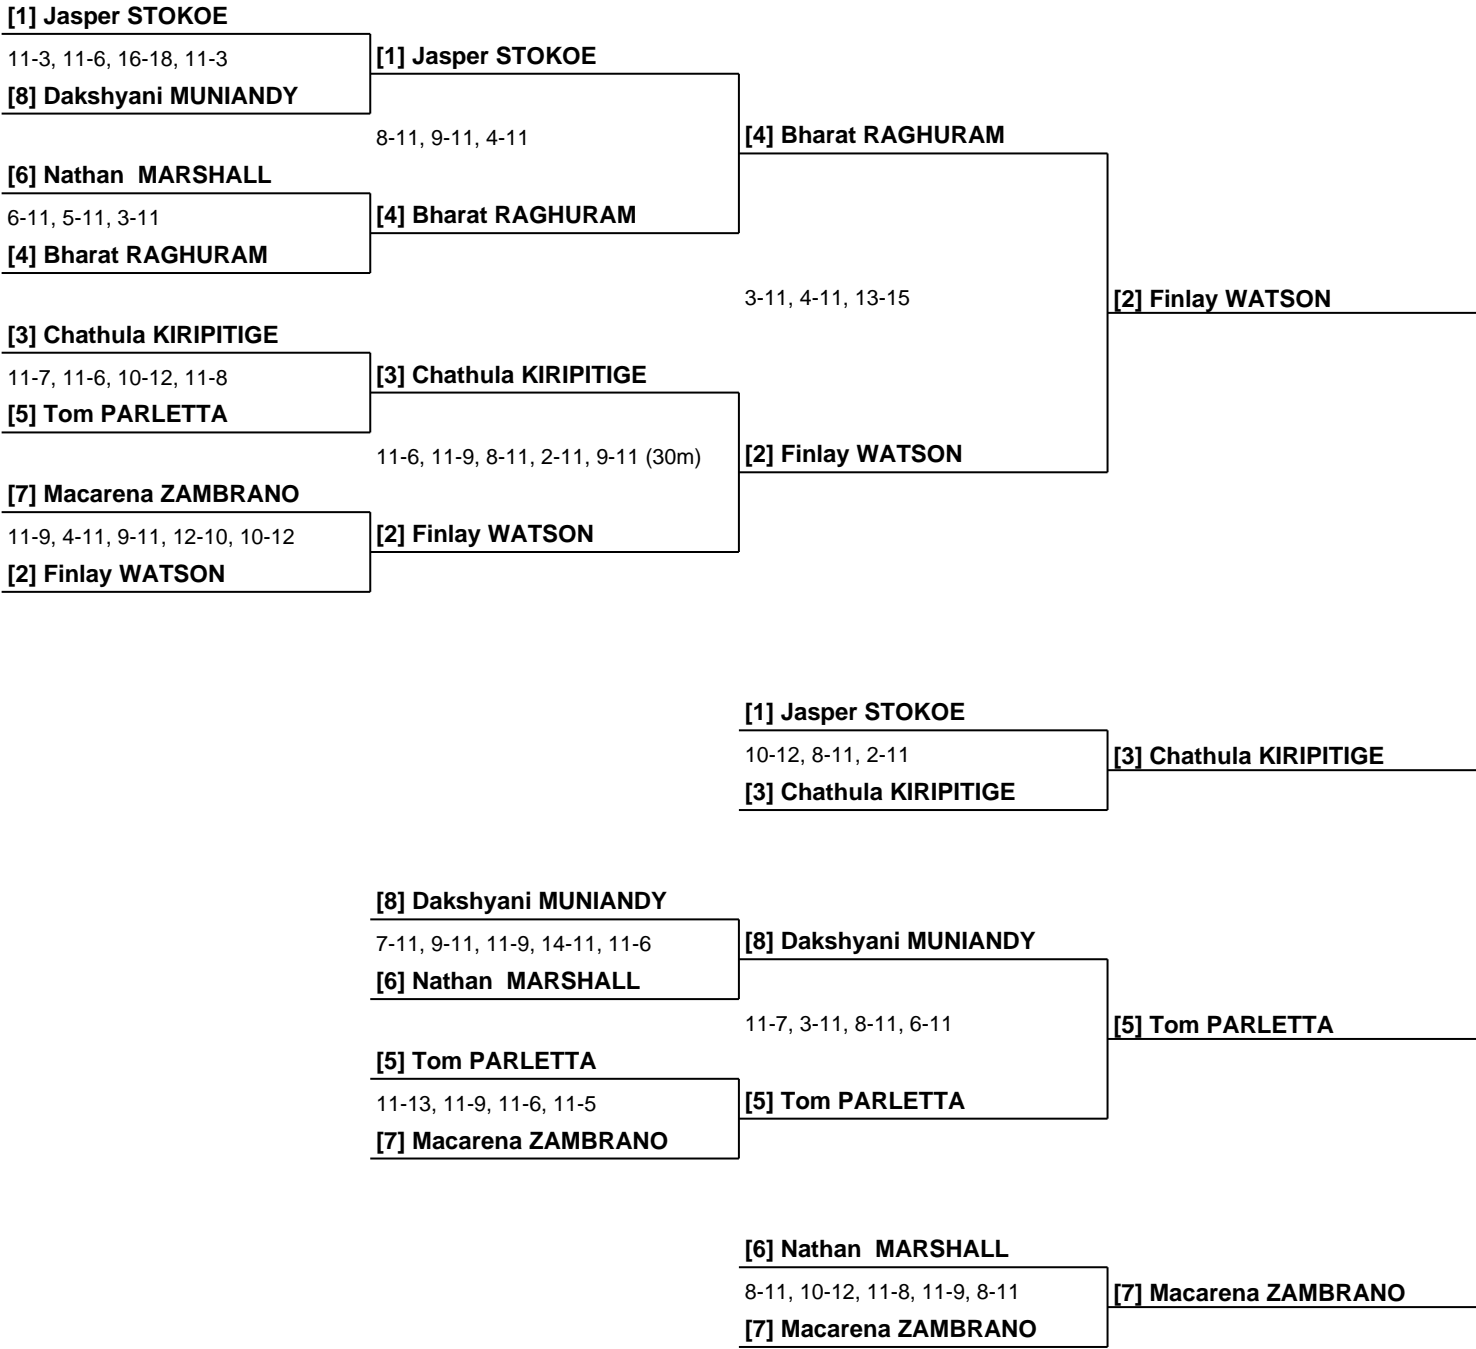 [1] Jasper STOKOE
11-3, 11-6, 16-18, 11-3
[1] Jasper STOKOE
[8] Dakshyani MUNIANDY
8-11, 9-11, 4-11
[4] Bharat RAGHURAM
[6] Nathan  MARSHALL
6-11, 5-11, 3-11
[4] Bharat RAGHURAM
[4] Bharat RAGHURAM
3-11, 4-11, 13-15
[2] Finlay WATSON
[3] Chathula KIRIPITIGE
11-7, 11-6, 10-12, 11-8
[3] Chathula KIRIPITIGE
[5] Tom PARLETTA
11-6, 11-9, 8-11, 2-11, 9-11 (30m)
[2] Finlay WATSON
[7] Macarena ZAMBRANO
11-9, 4-11, 9-11, 12-10, 10-12
[2] Finlay WATSON
[2] Finlay WATSON
[1] Jasper STOKOE
10-12, 8-11, 2-11
[3] Chathula KIRIPITIGE
[3] Chathula KIRIPITIGE
[8] Dakshyani MUNIANDY
7-11, 9-11, 11-9, 14-11, 11-6
[8] Dakshyani MUNIANDY
[6] Nathan  MARSHALL
11-7, 3-11, 8-11, 6-11
[5] Tom PARLETTA
[5] Tom PARLETTA
11-13, 11-9, 11-6, 11-5
[5] Tom PARLETTA
[7] Macarena ZAMBRANO
[6] Nathan  MARSHALL
8-11, 10-12, 11-8, 11-9, 8-11
[7] Macarena ZAMBRANO
[7] Macarena ZAMBRANO